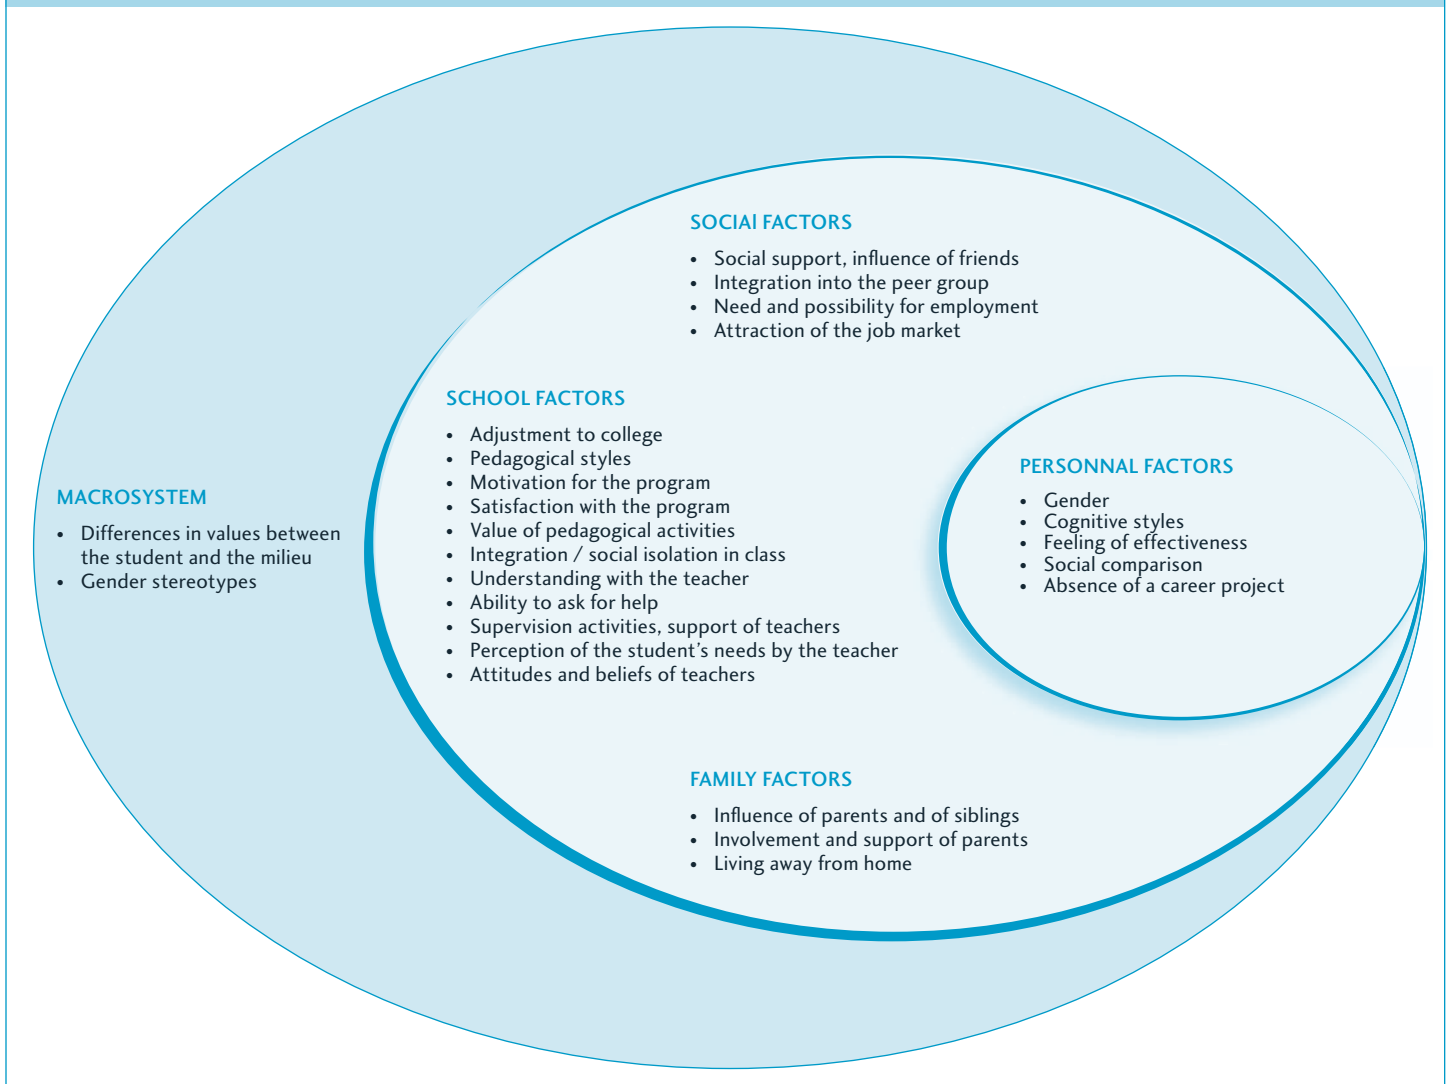 SOCIAl FACTORS
• Social support, influence of friends
• Integration into the peer group
• Need and possibility for employment
• Attraction of the job market
SCHOOL FACTORS
• Adjustment to college
• Pedagogical styles
• Motivation for the program
• Satisfaction with the program
• Value of pedagogical activities
• Integration / social isolation in class
• Understanding with the teacher
• Ability to ask for help
• Supervision activities, support of teachers
• Perception of the student’s needs by the teacher
• Attitudes and beliefs of teachers
PERSONNAL FACTORS
• Gender
• Cognitive styles
• Feeling of effectiveness
• Social comparison
• Absence of a career project
MACROSYSTEM
• Differences in values between
the student and the milieu
• Gender stereotypes
FAMILY FACTORS
• Influence of parents and of siblings
• Involvement and support of parents
• Living away from home